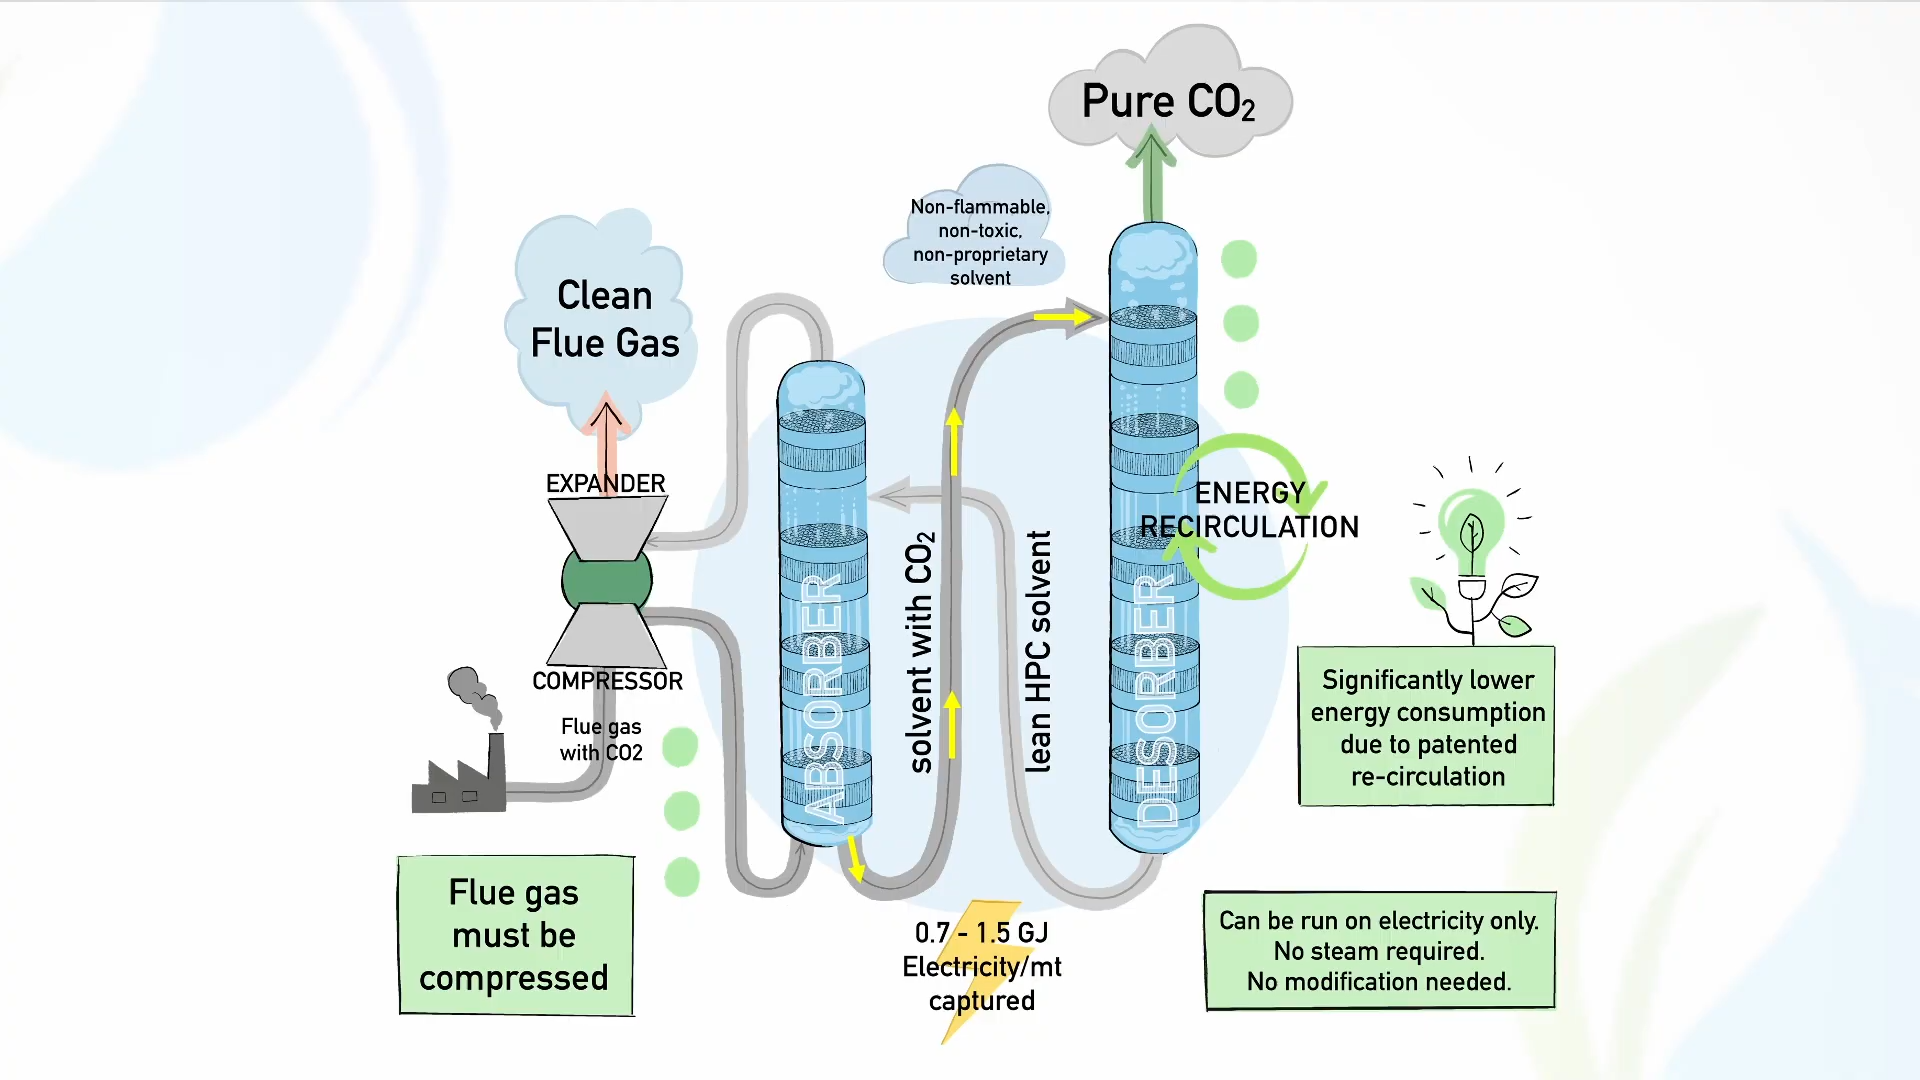 Pure CO₂
Non-flammable,
non-toxic,
non-proprietary
solvent
Clean
Flue Gas
EXPANDER
COMPRESSOR
Flue gas
with CO2
Flue gas
must be
compressed
ABSORBER
solvent with CO₂
lean HPC solvent
DESORBER
ENERGY
RECIRCULATION
Significantly lower
energy consumption
due to patented
re-circulation
0.7 - 1.5 GJ
Electricity/mt
captured
Can be run on electricity only.
No steam required.
No modification needed.